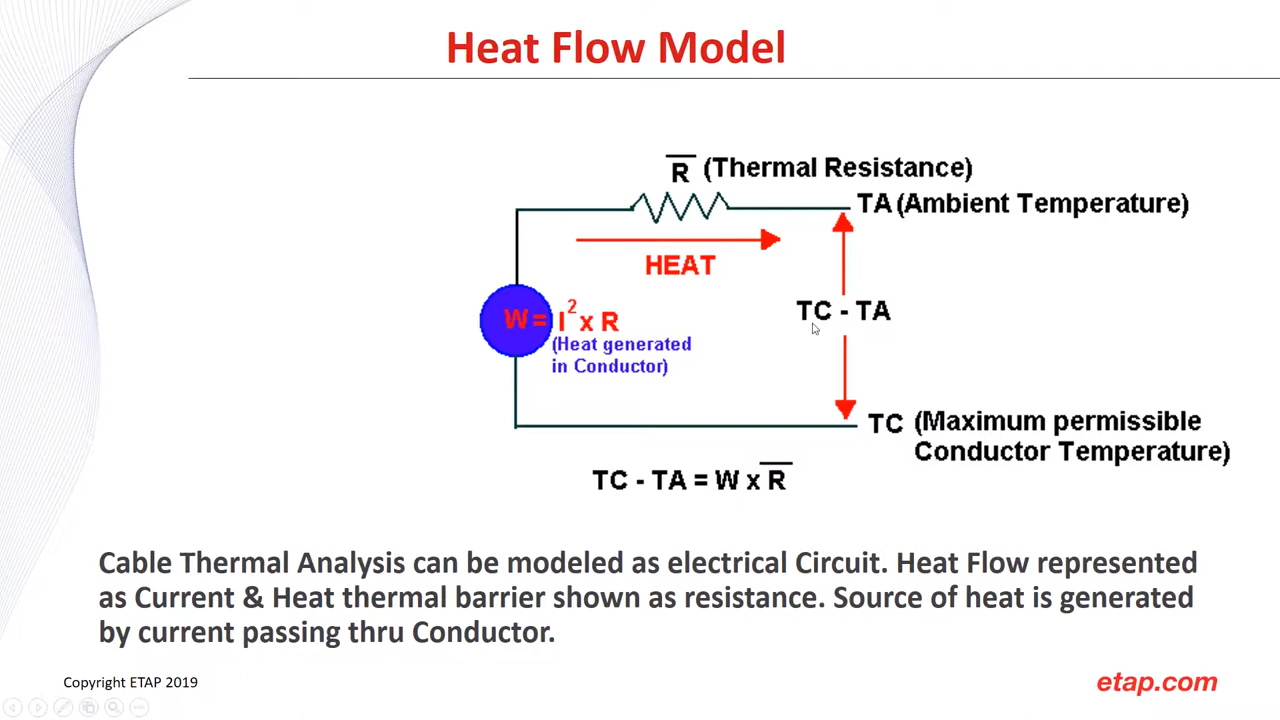 Heat Flow Model
R (Thermal Resistance)
TA (Ambient Temperature)
HEAT
TC - TA
W = I² x R
(Heat generated
in Conductor)
TC (Maximum permissible
Conductor Temperature)
TC - TA = W x R̅
Cable Thermal Analysis can be modeled as electrical Circuit. Heat Flow represented
as Current & Heat thermal barrier shown as resistance. Source of heat is generated
by current passing thru Conductor.
Copyright ETAP 2019
etap.com